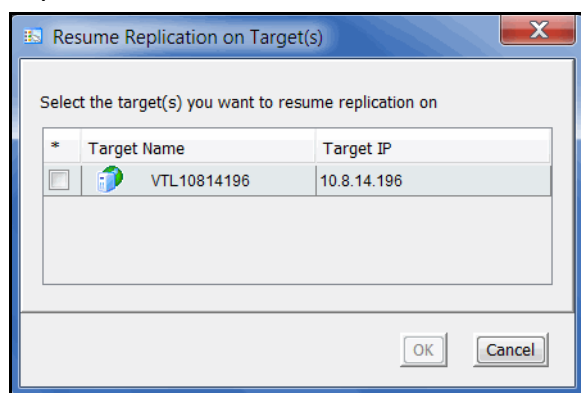 Resume Replication on Target(s)
X
Select the target(s) you want to resume replication on
* Target Name Target IP
VTL10814196 10.8.14.196
OK Cancel